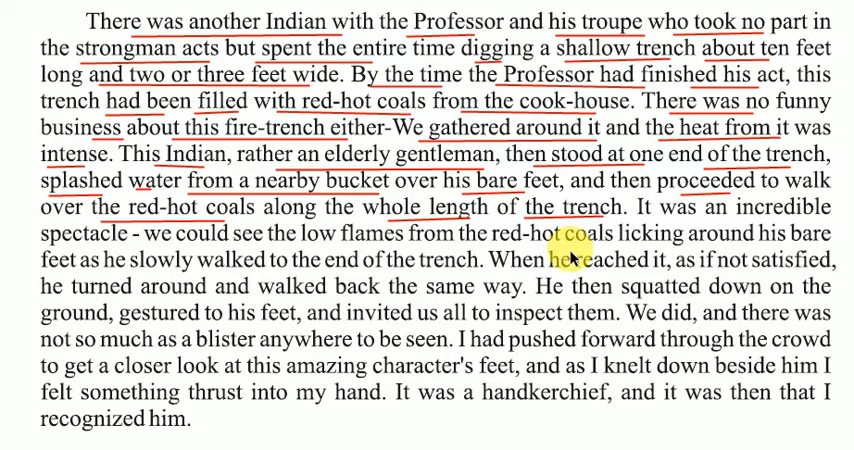 There was another Indian with the Professor and his troupe who took no part in
the strongman acts but spent the entire time digging a shallow trench about ten feet
long and two or three feet wide. By the time the Professor had finished his act, this
trench had been filled with red-hot coals from the cook-house. There was no funny
business about this fire-trench either-We gathered around it and the heat from it was
intense. This Indian, rather an elderly gentleman, then stood at one end of the trench,
splashed water from a nearby bucket over his bare feet, and then proceeded to walk
over the red-hot coals along the whole length of the trench. It was an incredible
spectacle - we could see the low flames from the red-hot coals licking around his bare
feet as he slowly walked to the end of the trench. When he reached it, as if not satisfied,
he turned around and walked back the same way. He then squatted down on the
ground, gestured to his feet, and invited us all to inspect them. We did, and there was
not so much as a blister anywhere to be seen. I had pushed forward through the crowd
to get a closer look at this amazing character's feet, and as I knelt down beside him I
felt something thrust into my hand. It was a handkerchief, and it was then that I
recognized him.